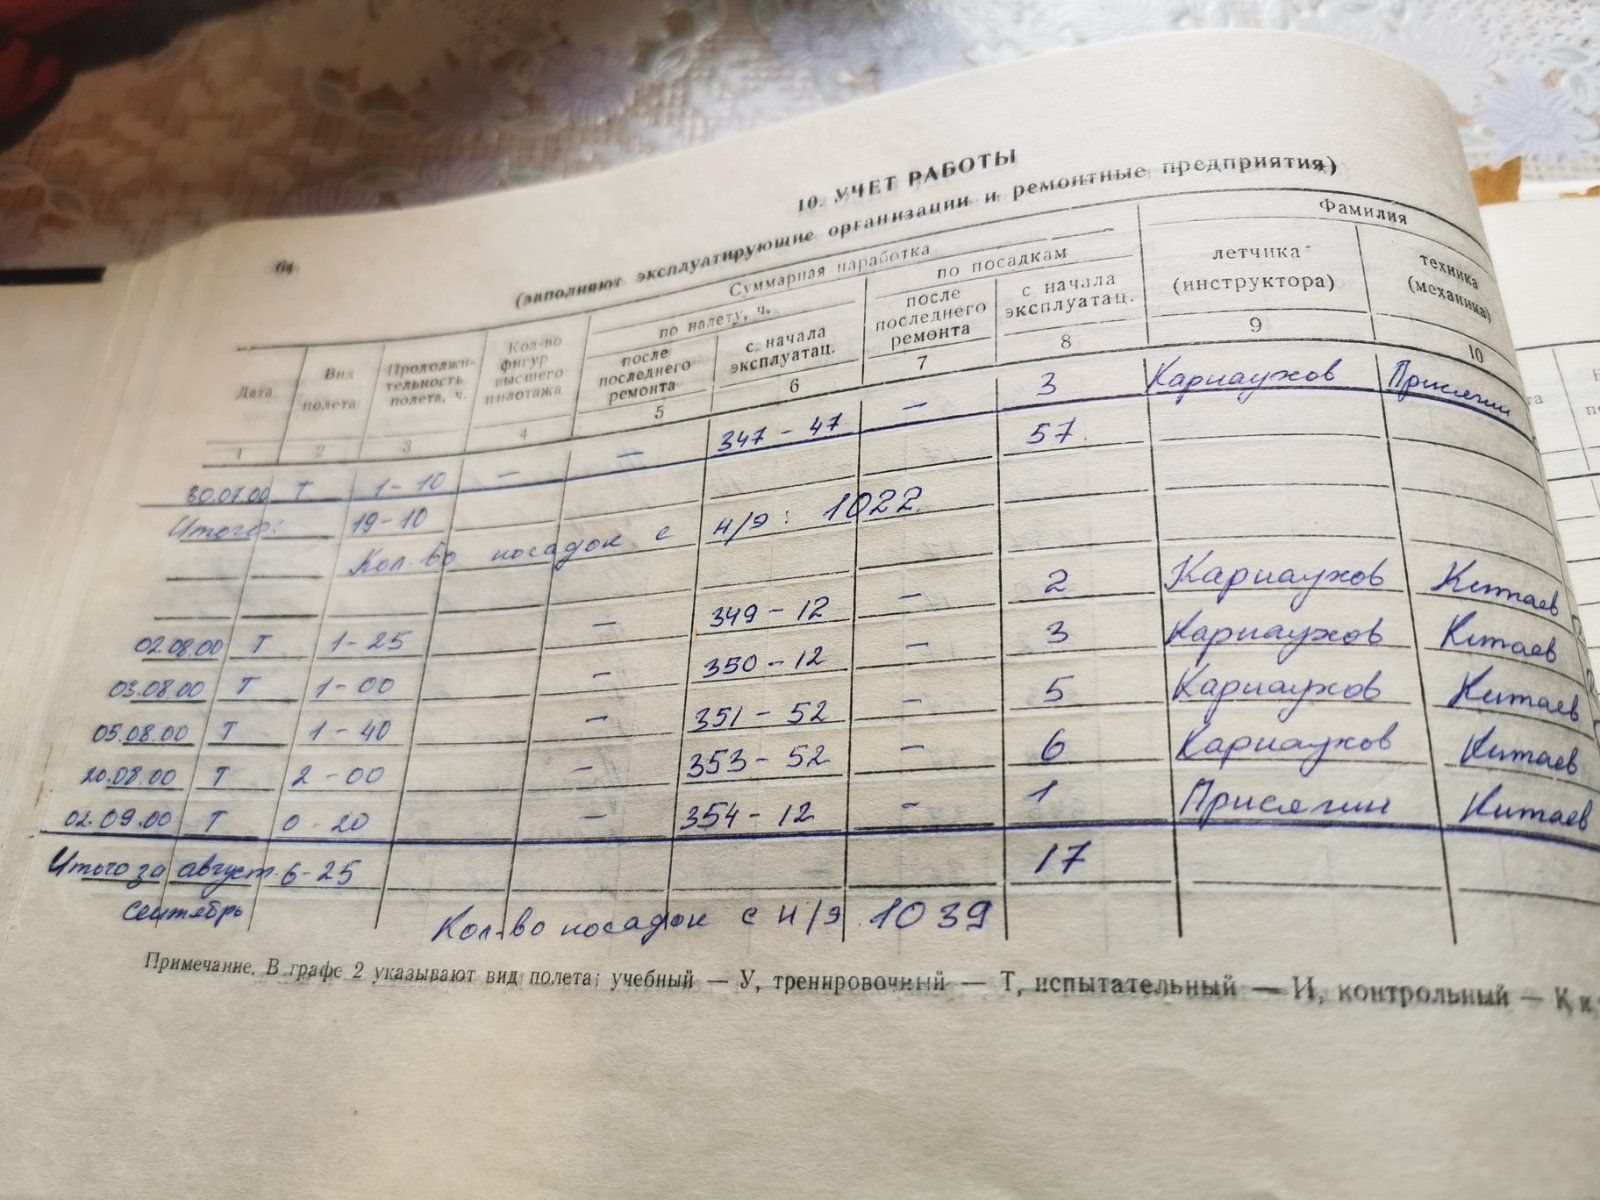 64
10. УЧЕТ РАБОТЫ
(заполняют эксплуатирующие организации и ремонтные предприятия)
Дата
Вид полета
Продолжительность полета, ч.
Кол-во фигур высшего пилотажа
Суммарная наработка
Фамилия
по налету, ч.
по посадкам
после последнего ремонта
с начала эксплуатац.
после последнего ремонта
с начала эксплуатац.
летчика (инструктора)
техника (механика)
1 2 3 4 5 6 7 8 9 10
30.07.00 Т 1-10 — — 347-47 — 3 Карнаухов Присягин
Итого: 19-10 57.
Кол-во посадок с н/э: 1022.
02.08.00 Т 1-25 — 349-12 — 2 Карнаухов Китаев
03.08.00 Т 1-00 — 350-12 — 3 Карнаухов Китаев
05.08.00 Т 1-40 — 351-52 — 5 Карнаухов Китаев
20.08.00 Т 2-00 — 353-52 — 6 Карнаухов Китаев
02.09.00 Т 0-20 — 354-12 — 1 Присягин Китаев
Итого за август. 6-25 17
сентябрь Кол-во посадок с н/э. 1039
Примечание. В графе 2 указывают вид полета: учебный — У, тренировочный — Т, испытательный — И, контрольный — К, и